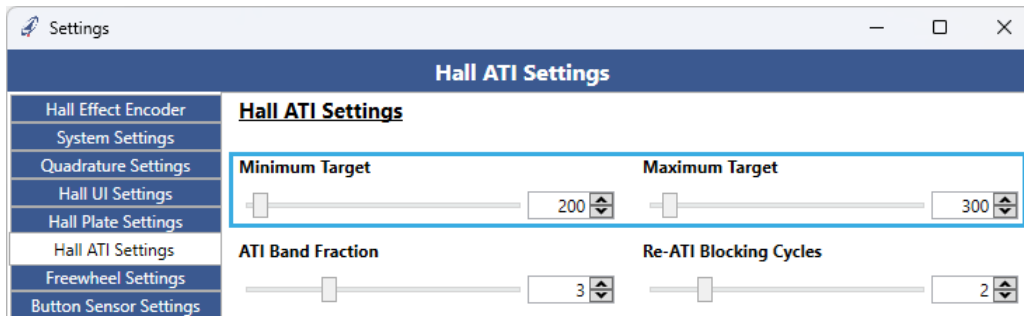 Settings
Hall ATI Settings
Hall Effect Encoder
System Settings
Quadrature Settings
Hall UI Settings
Hall Plate Settings
Hall ATI Settings
Freewheel Settings
Button Sensor Settings
Hall ATI Settings
Minimum Target Maximum Target
200 300
ATI Band Fraction Re-ATI Blocking Cycles
3 2